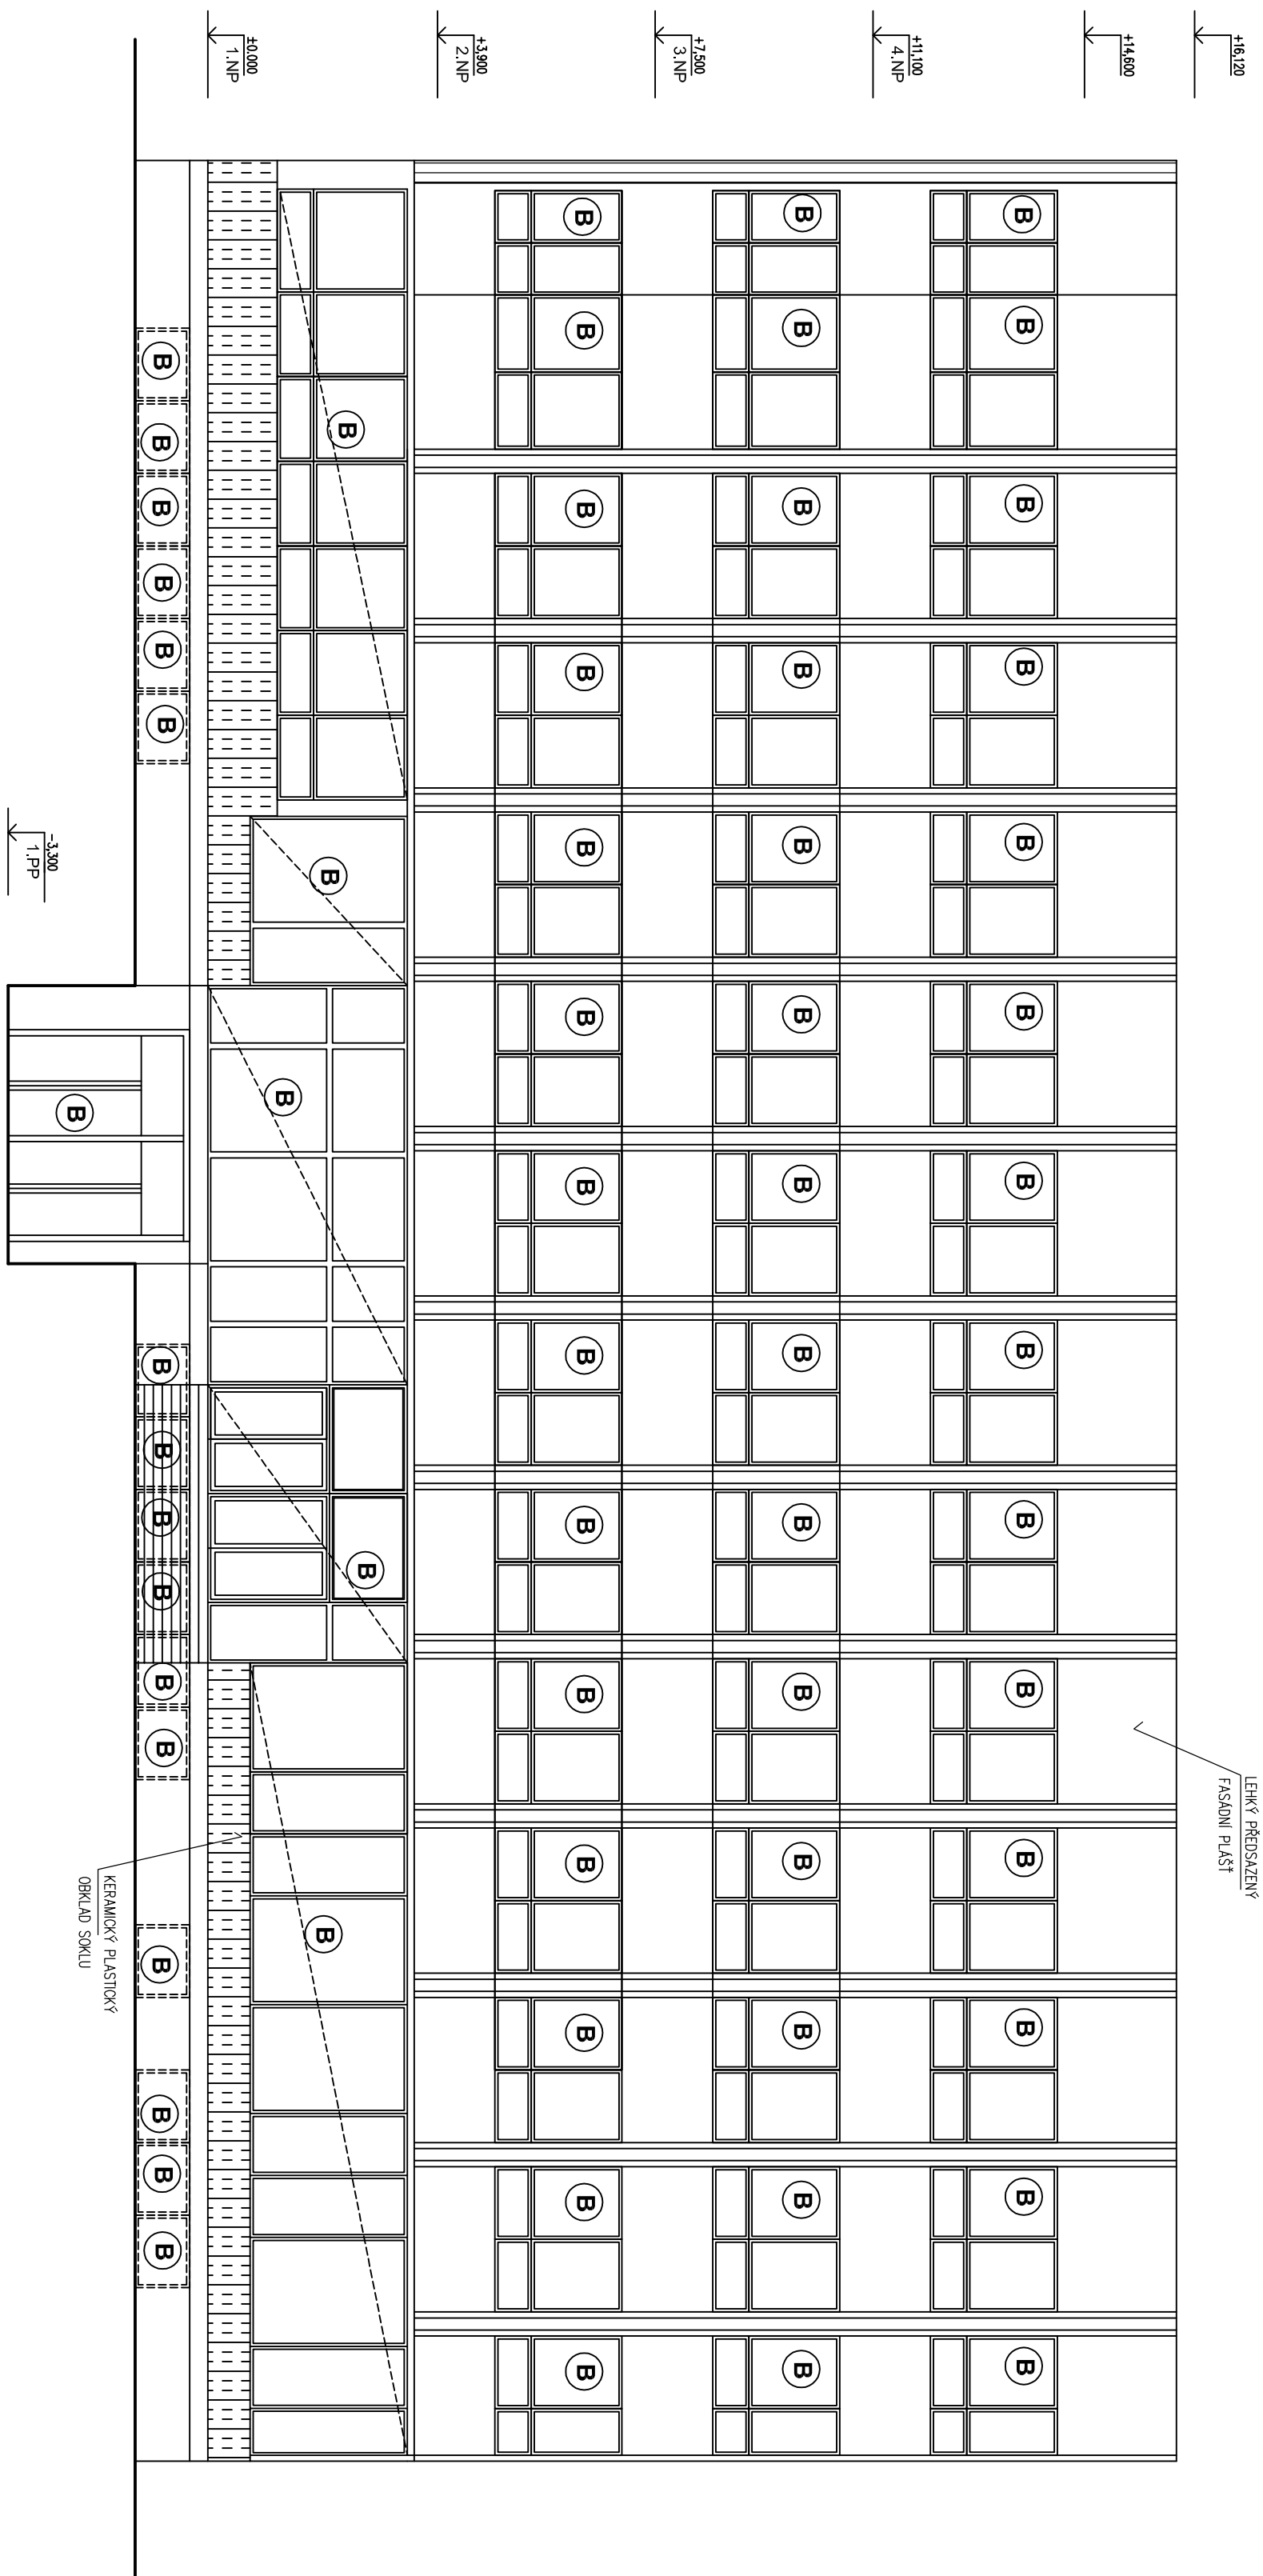 +16,120
LEHKÝ PŘEDSAZENÝ
FASÁDNÍ PLÁŠŤ
+14,600
+11,100
4.NP
B B B B B B B B B B B B B B
+7,500
3.NP
B B B B B B B B B B B B B B
+3,900
2.NP
B B B B B B B B B B B B B B
±0.000
1.NP
B B B B B
B B B B B B B B B B B B B B B B
KERAMICKÝ PLASTICKÝ
OBKLAD SOKLU
B
-3,300
1.PP